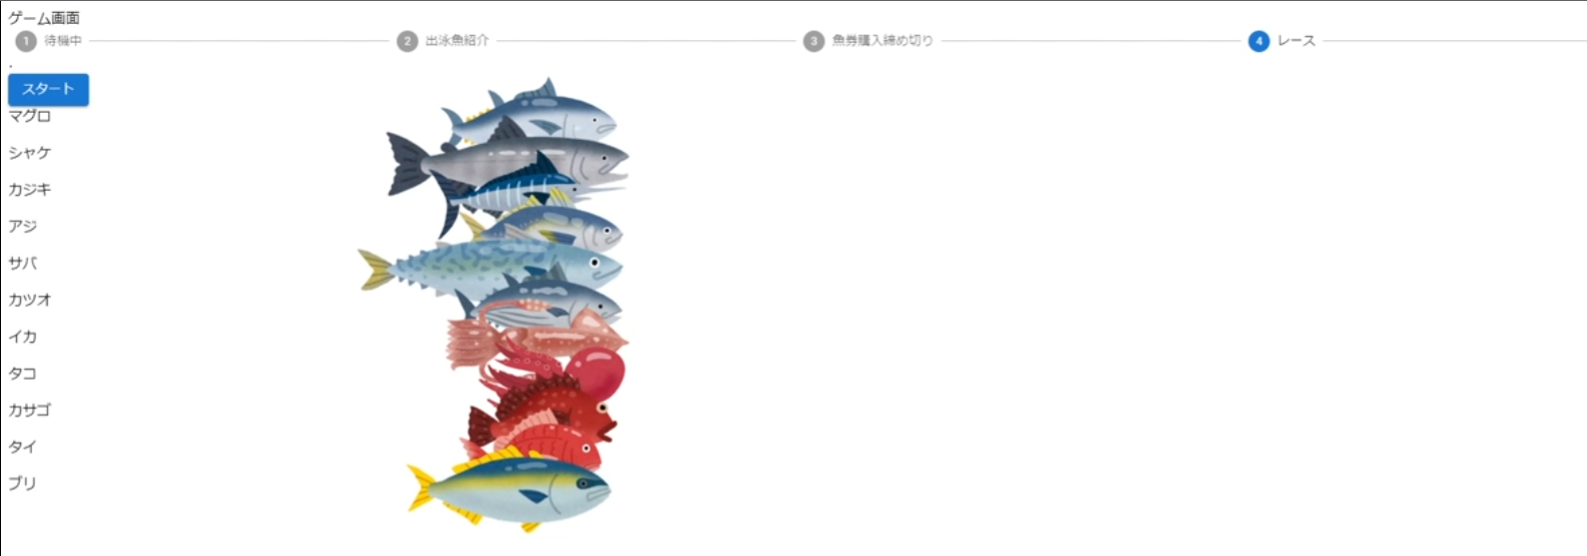 ゲーム画面
1 待機中 2 出泳魚紹介 3 魚券購入締め切り 4 レース
.
スタート
マグロ
シャケ
カジキ
アジ
サバ
カツオ
イカ
タコ
カサゴ
タイ
ブリ